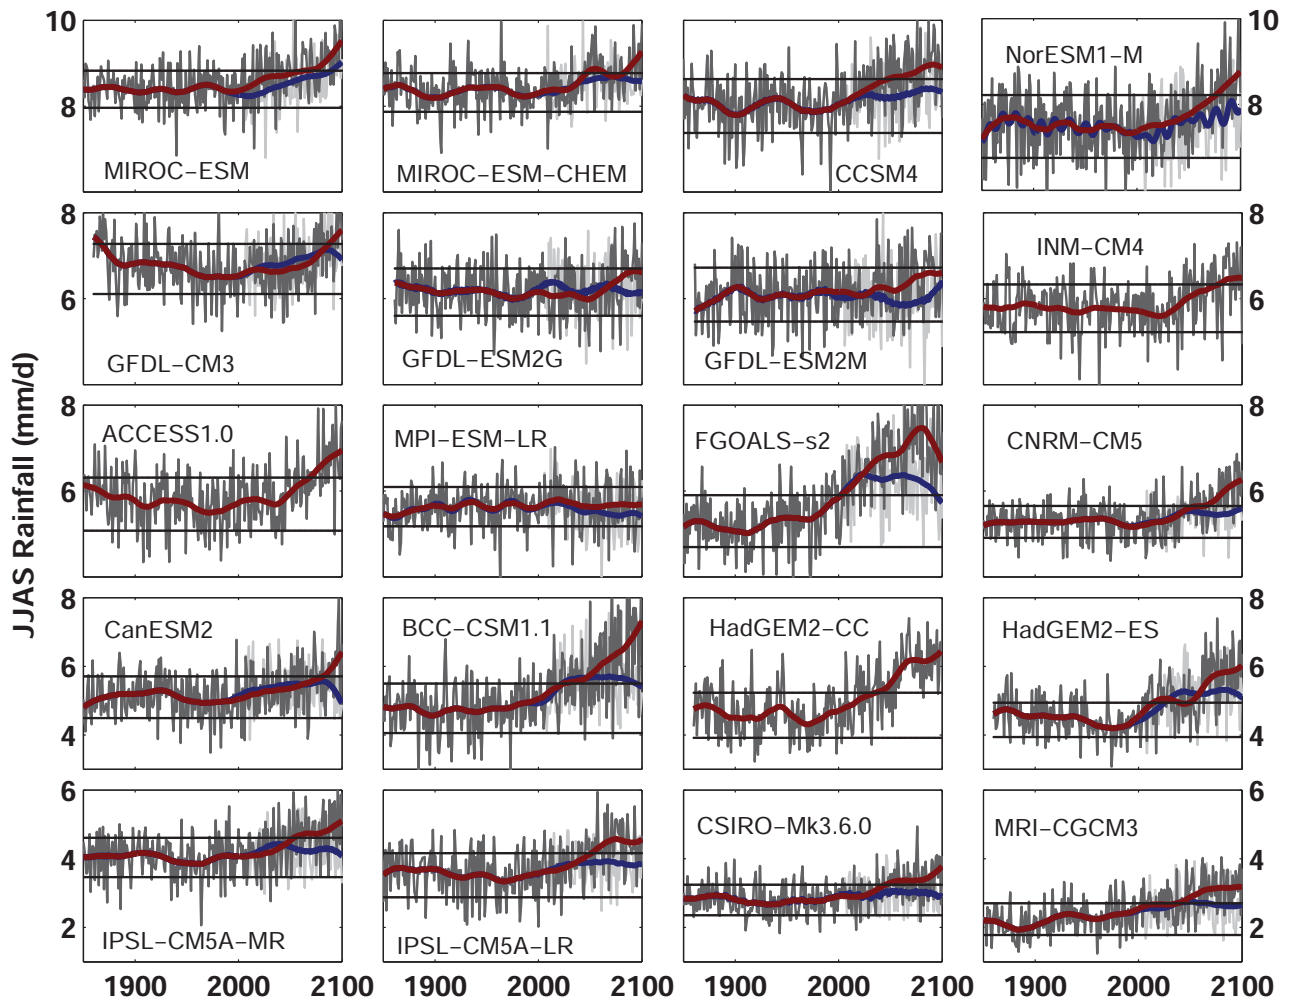 JJAS Rainfall (mm/d)
10
8
MIROC−ESM
MIROC−ESM−CHEM
CCSM4
NorESM1−M
10
8
8
6
GFDL−CM3
GFDL−ESM2G
GFDL−ESM2M
INM−CM4
8
6
8
6
ACCESS1.0
MPI−ESM−LR
FGOALS−s2
CNRM−CM5
8
6
8
6
4
CanESM2
BCC−CSM1.1
HadGEM2−CC
HadGEM2−ES
8
6
4
6
4
2
IPSL−CM5A−MR
IPSL−CM5A−LR
CSIRO−Mk3.6.0
MRI−CGCM3
6
4
2
1900 2000 2100 1900 2000 2100 1900 2000 2100 1900 2000 2100